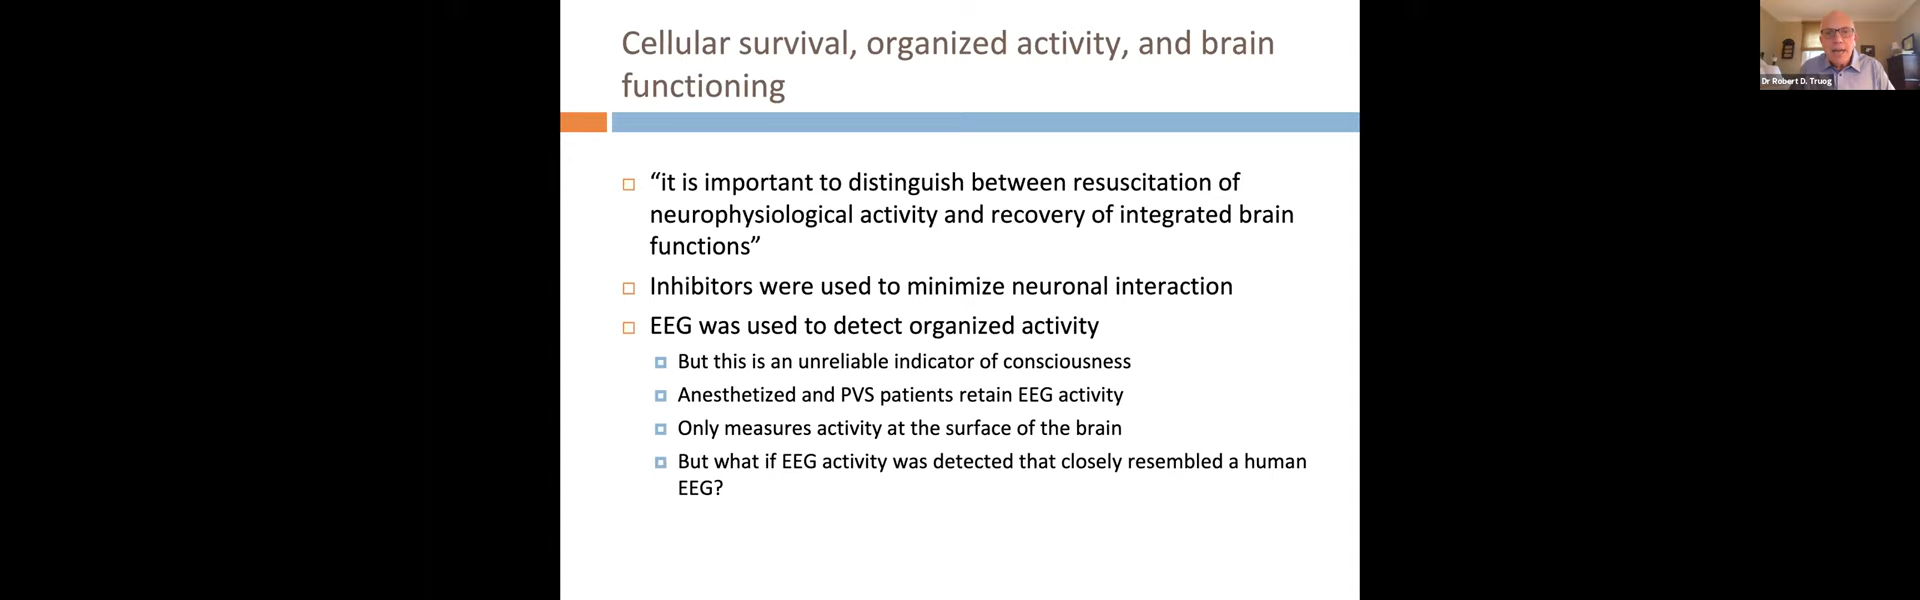 Cellular survival, organized activity, and brain
functioning
“it is important to distinguish between resuscitation of
neurophysiological activity and recovery of integrated brain
functions”
Inhibitors were used to minimize neuronal interaction
EEG was used to detect organized activity
But this is an unreliable indicator of consciousness
Anesthetized and PVS patients retain EEG activity
Only measures activity at the surface of the brain
But what if EEG activity was detected that closely resembled a human
EEG?
Dr Robert D. Truog